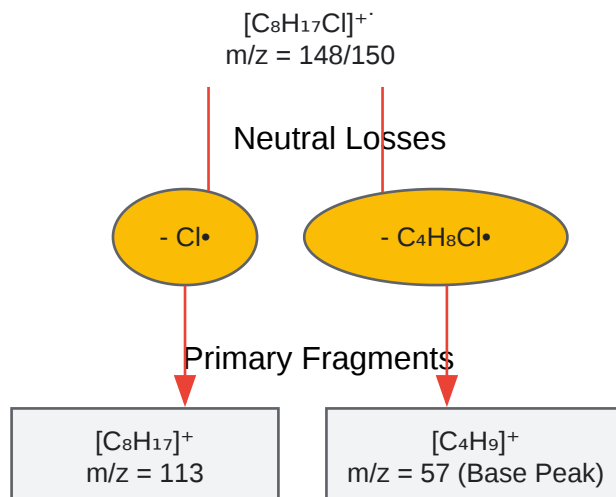 [C₈H₁₇Cl]⁺˙
m/z = 148/150
Neutral Losses
- Cl•
- C₄H₈Cl•
Primary Fragments
[C₈H₁₇]⁺
m/z = 113
[C₄H₉]⁺
m/z = 57 (Base Peak)